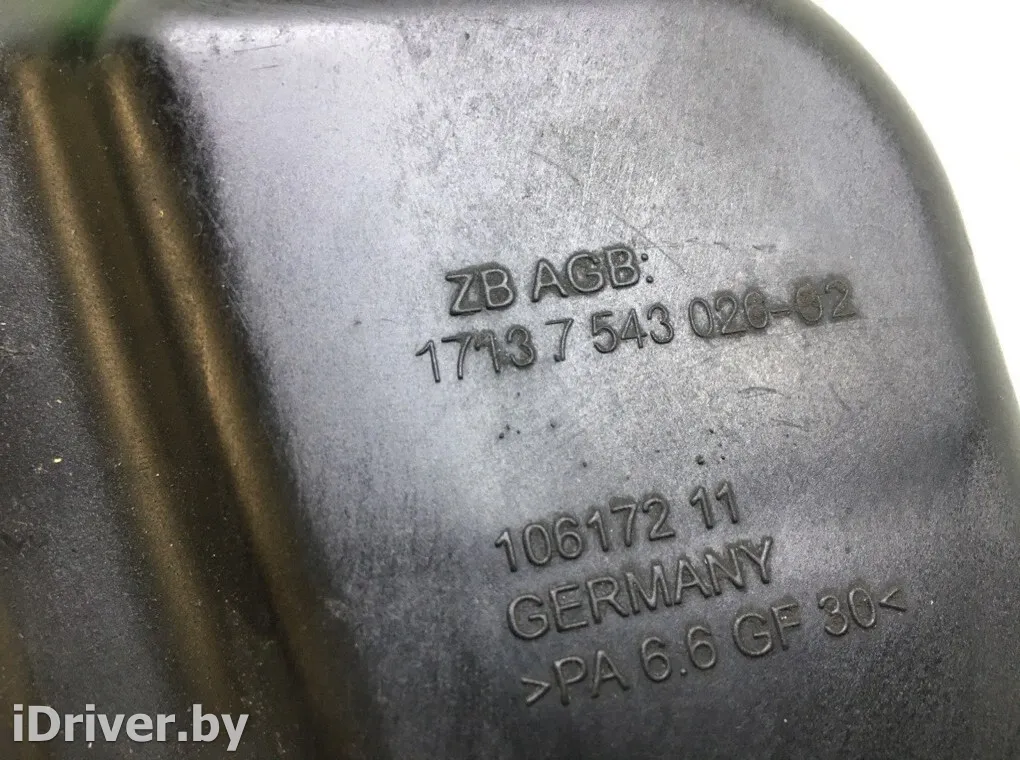 ZB AGB:
1713 7 543 026-02
106172 11
GERMANY
>PA 6.6 GF 30<
iDriver.by